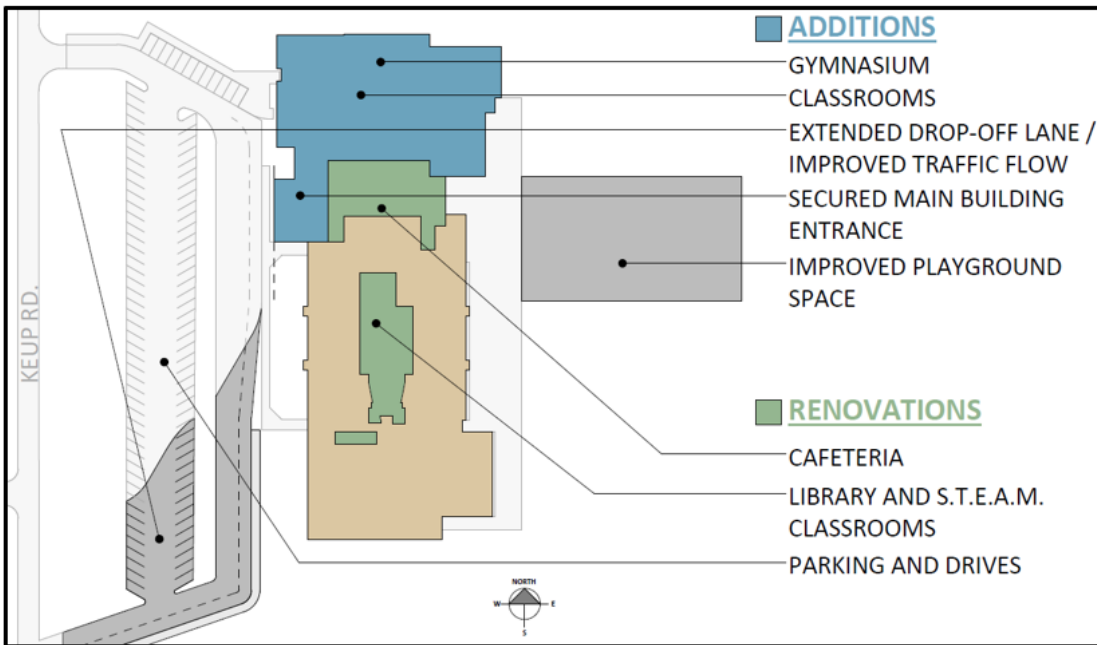 ADDITIONS
GYMNASIUM
CLASSROOMS
EXTENDED DROP-OFF LANE /
IMPROVED TRAFFIC FLOW
SECURED MAIN BUILDING
ENTRANCE
IMPROVED PLAYGROUND
SPACE
KEUP RD.
RENOVATIONS
CAFETERIA
LIBRARY AND S.T.E.A.M.
CLASSROOMS
PARKING AND DRIVES
NORTH
W E
S